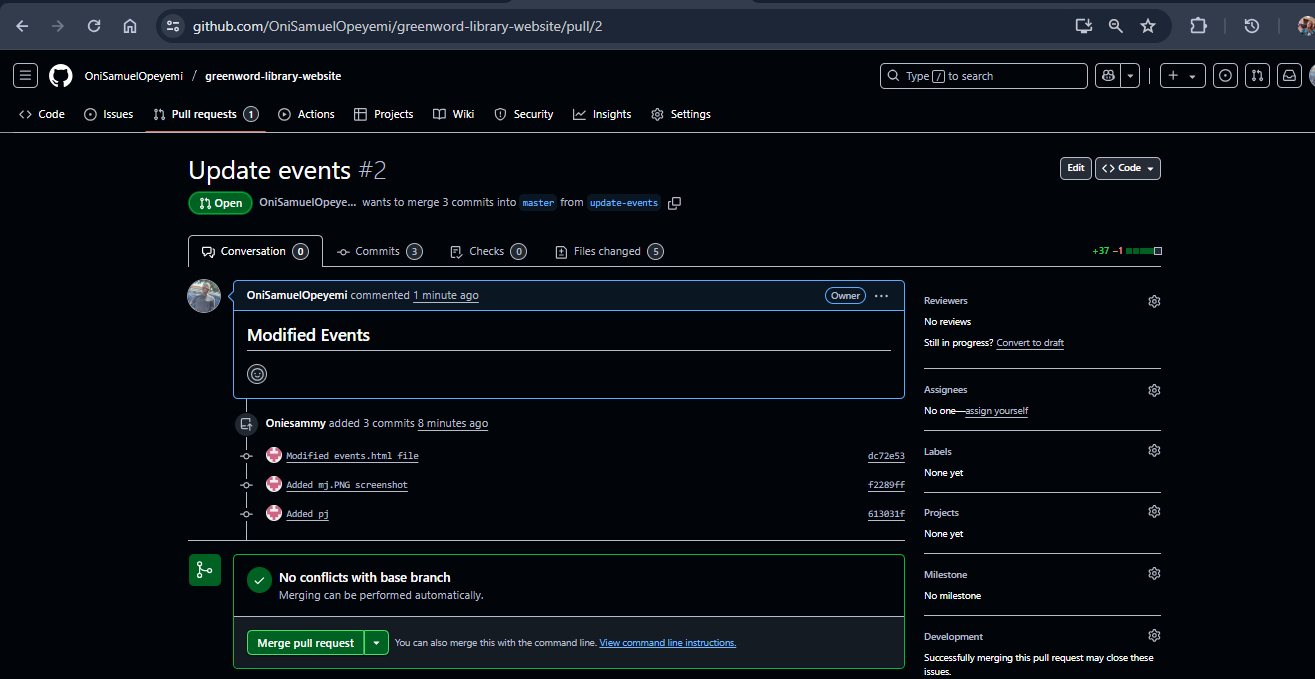 github.com/OniSamuelOpeyemi/greenword-library-website/pull/2
OniSamuelOpeyemi / greenword-library-website
Type / to search
Code Issues Pull requests 1 Actions Projects Wiki Security Insights Settings
Update events #2
Edit Code
Open OniSamuelOpeye... wants to merge 3 commits into master from update-events
Conversation 0 Commits 3 Checks 0 Files changed 5 +37 −1
OniSamuelOpeyemi commented 1 minute ago Owner
Modified Events
Oniesammy added 3 commits 8 minutes ago
Modified events.html file dc72e53
Added mj.PNG screenshot f2289ff
Added pj 613031f
No conflicts with base branch
Merging can be performed automatically.
Merge pull request You can also merge this with the command line. View command line instructions.
Reviewers
No reviews
Still in progress? Convert to draft
Assignees
No one—assign yourself
Labels
None yet
Projects
None yet
Milestone
No milestone
Development
Successfully merging this pull request may close these
issues.